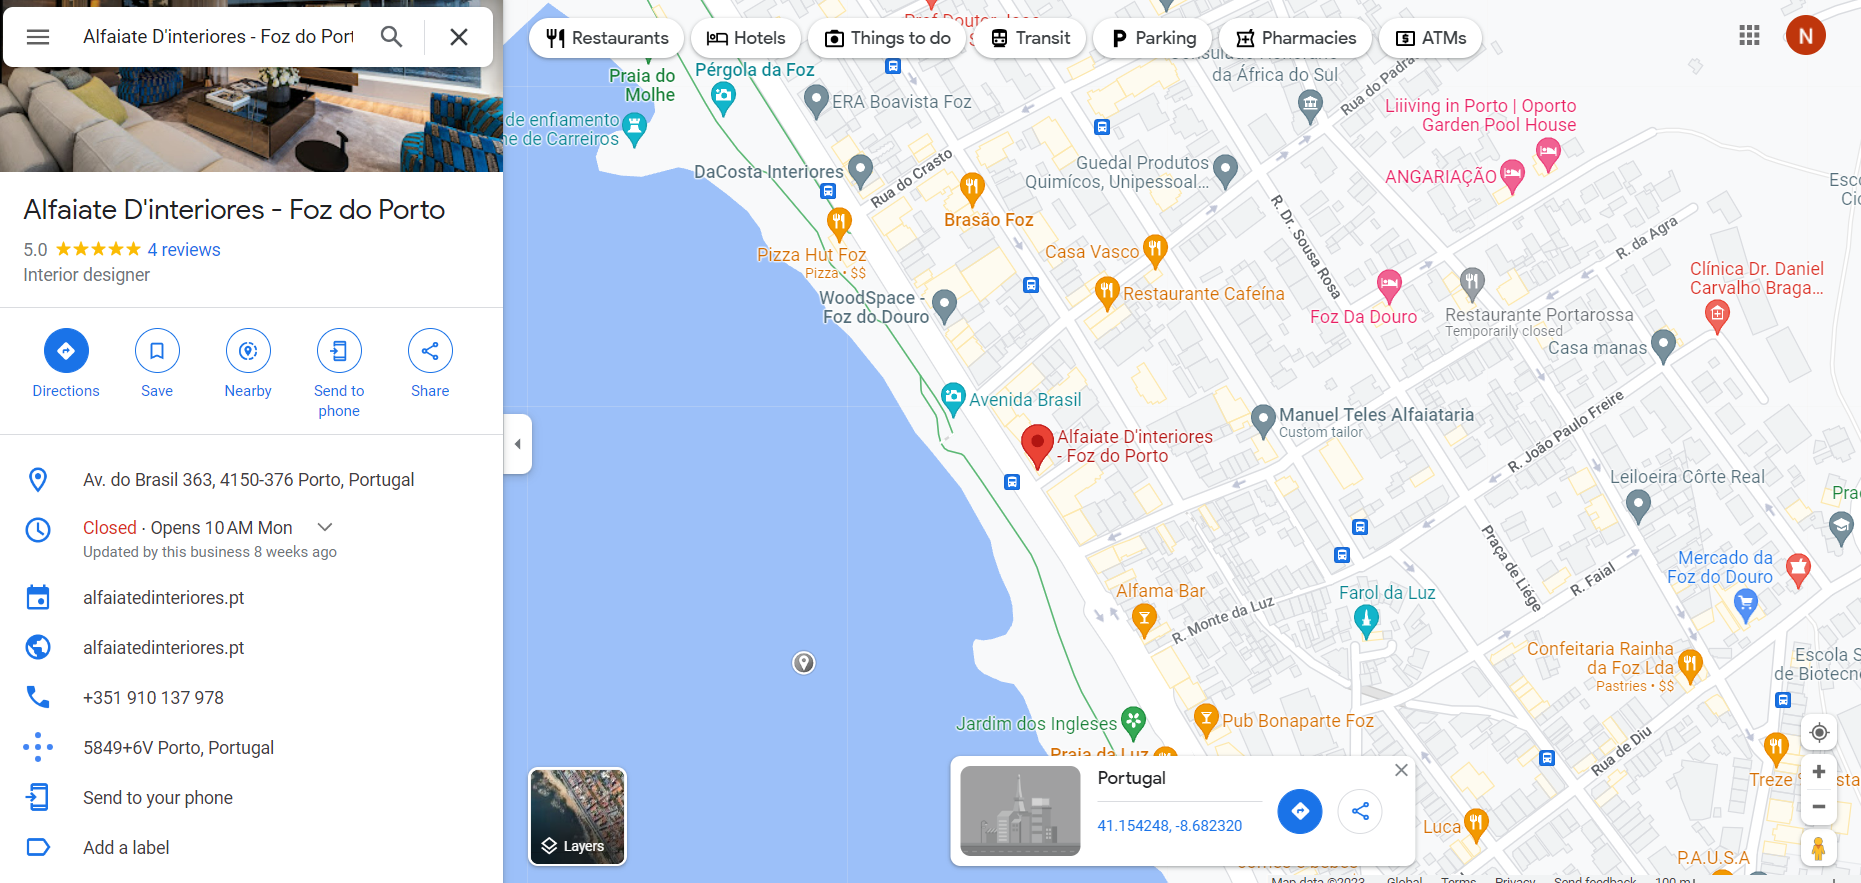 Alfaiate D'interiores - Foz do Port
Alfaiate D'interiores - Foz do Porto
5.0
4 reviews
Interior designer
Directions
Save
Nearby
Send to
phone
Share
Av. do Brasil 363, 4150-376 Porto, Portugal
Closed · Opens 10 AM Mon
Updated by this business 8 weeks ago
alfaiatedinteriores.pt
alfaiatedinteriores.pt
+351 910 137 978
5849+6V Porto, Portugal
Send to your phone
Add a label
Restaurants
Hotels
Things to do
Transit
Parking
Pharmacies
ATMs
N
Praia do
Molhe
Pérgola da Foz
ERA Boavista Foz
da África do Sul
Rua do Padrã
Liiiving in Porto | Oporto
Garden Pool House
de enfiamento
ne de Carreiros
DaCosta Interiores
Rua do Crasto
Guedal Produtos
Quimícos, Unipessoal...
ANGARIAÇÃO
Esco
Cic
Brasão Foz
R. Dr. Sousa Rosa
R. da Agra
Pizza Hut Foz
Pizza • $$
Casa Vasco
Clínica Dr. Daniel
Carvalho Braga...
WoodSpace -
Foz do Douro
Restaurante Cafeína
Foz Da Douro
Restaurante Portarossa
Temporarily closed
Casa manas
Avenida Brasil
Manuel Teles Alfaiataria
Custom tailor
R. João Paulo Freire
Alfaiate D'interiores
- Foz do Porto
Leiloeira Côrte Real
Pra
Praça de Liége
Mercado da
Foz do Douro
R. Faial
Alfama Bar
R. Monte da Luz
Farol da Luz
Confeitaria Rainha
da Foz Lda
Pastries • $$
Escola S
de Biotecn
Jardim dos Ingleses
Pub Bonaparte Foz
Praia da Luz
Rua de Diu
Treze
Luca
P.A.U.S.A
Portugal
41.154248, -8.682320
Layers
Map data ©2023 Global Terms Privacy Send feedback 100 m